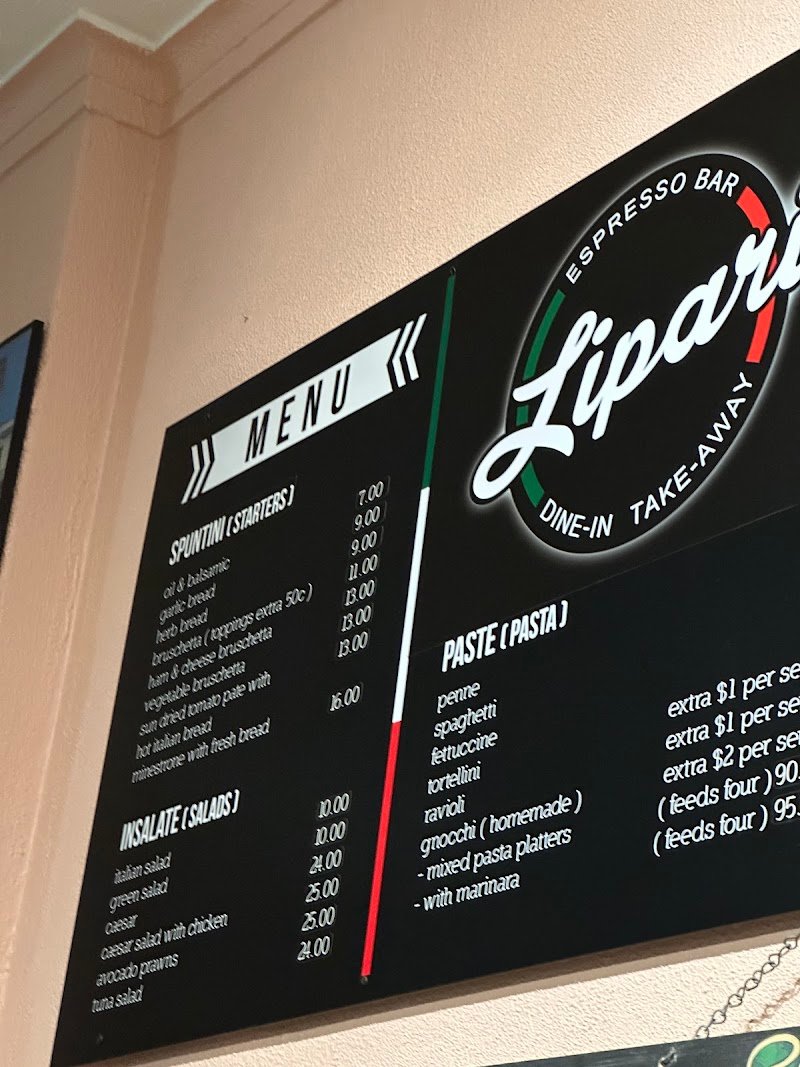 MENU
SPUNTINI ( STARTERS )
oil & balsamic 7.00
garlic bread 9.00
herb bread 9.00
bruschetta ( toppings extra 50c ) 11.00
ham & cheese bruschetta 13.00
vegetable bruschetta 13.00
sun dried tomato pate with 13.00
hot italian bread
minestrone with fresh bread 16.00
INSALATE ( SALADS )
italian salad 10.00
green salad 10.00
caesar 24.00
caesar salad with chicken 25.00
avocado prawns 25.00
tuna salad 24.00
ESPRESSO BAR
Lipari
DINE-IN TAKE-AWAY
PASTE ( PASTA )
penne
spaghetti
fettuccine
tortellini extra $1 per se
ravioli extra $1 per se
gnocchi ( homemade ) extra $2 per se
- mixed pasta platters ( feeds four ) 90.
- with marinara ( feeds four ) 95.